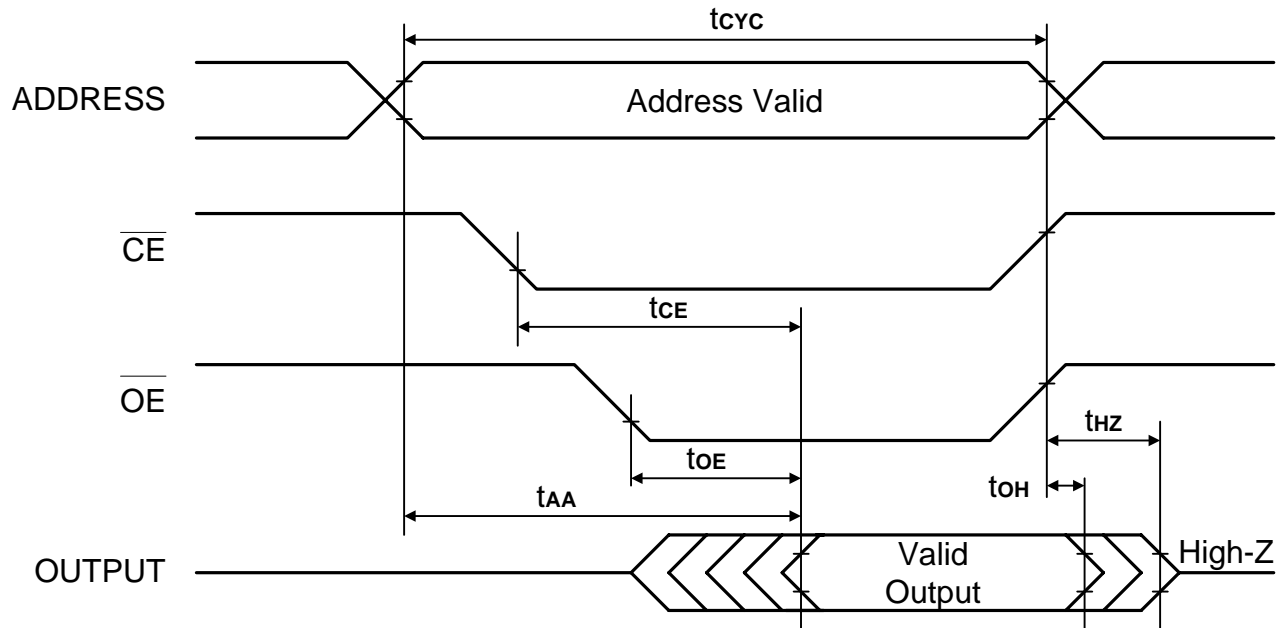 tCYC
ADDRESS
Address Valid
CE
tCE
OE
tHZ
tOE
tOH
tAA
OUTPUT
Valid
Output
High-Z